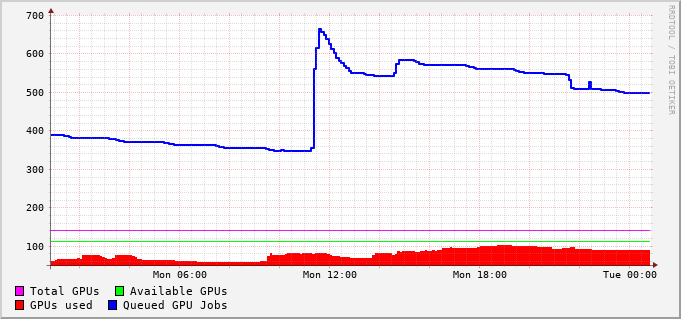 700
600
500
400
300
200
100
Mon 06:00 Mon 12:00 Mon 18:00 Tue 00:00
Total GPUs Available GPUs
GPUs used Queued GPU Jobs
RRDTOOL / TOBI OETIKER